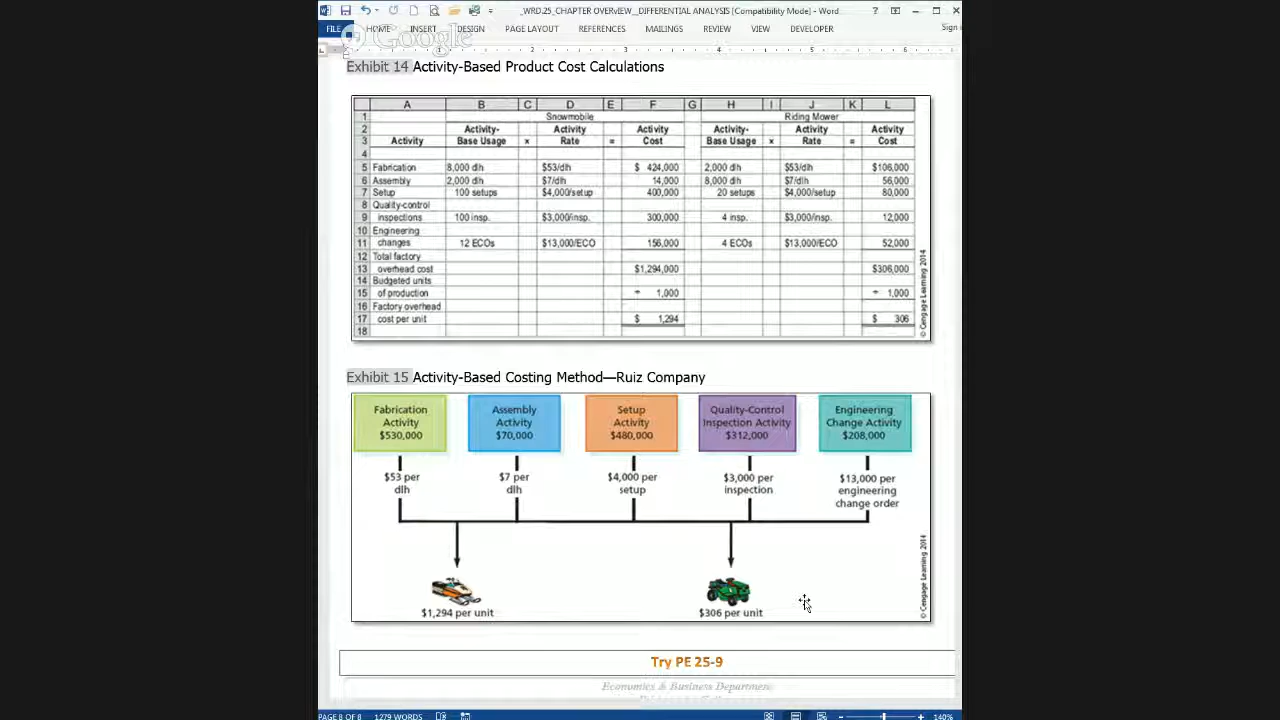 _WRD.25_CHAPTER OVERVIEW__DIFFERENTIAL ANALYSIS [Compatibility Mode] - Word
FILE HOME INSERT DESIGN PAGE LAYOUT REFERENCES MAILINGS REVIEW VIEW DEVELOPER Sign i
Google
2 3 4 5 6
Exhibit 14 Activity-Based Product Cost Calculations
A B C D E F G H I J K L
1 Snowmobile Riding Mower
2 Activity- Activity Activity Activity- Activity Activity
3 Activity Base Usage × Rate = Cost Base Usage × Rate = Cost
4
5 Fabrication 8,000 dlh $53/dlh $ 424,000 2,000 dlh $53/dlh $106,000
6 Assembly 2,000 dlh $7/dlh 14,000 8,000 dlh $7/dlh 56,000
7 Setup 100 setups $4,000/setup 400,000 20 setups $4,000/setup 80,000
8 Quality-control
9 inspections 100 insp. $3,000/insp. 300,000 4 insp. $3,000/insp. 12,000
10 Engineering
11 changes 12 ECOs $13,000/ECO 156,000 4 ECOs $13,000/ECO 52,000
12 Total factory
13 overhead cost $1,294,000 $306,000
14 Budgeted units
15 of production ÷ 1,000 ÷ 1,000
16 Factory overhead
17 cost per unit $ 1,294 $ 306
18
© Cengage Learning 2014
Exhibit 15 Activity-Based Costing Method—Ruiz Company
Fabrication Activity $530,000
Assembly Activity $70,000
Setup Activity $480,000
Quality-Control Inspection Activity $312,000
Engineering Change Activity $208,000
$53 per dlh
$7 per dlh
$4,000 per setup
$3,000 per inspection
$13,000 per engineering change order
$1,294 per unit
$306 per unit
© Cengage Learning 2014
Try PE 25-9
Economics & Business Department
PAGE 8 OF 8 1279 WORDS 140%